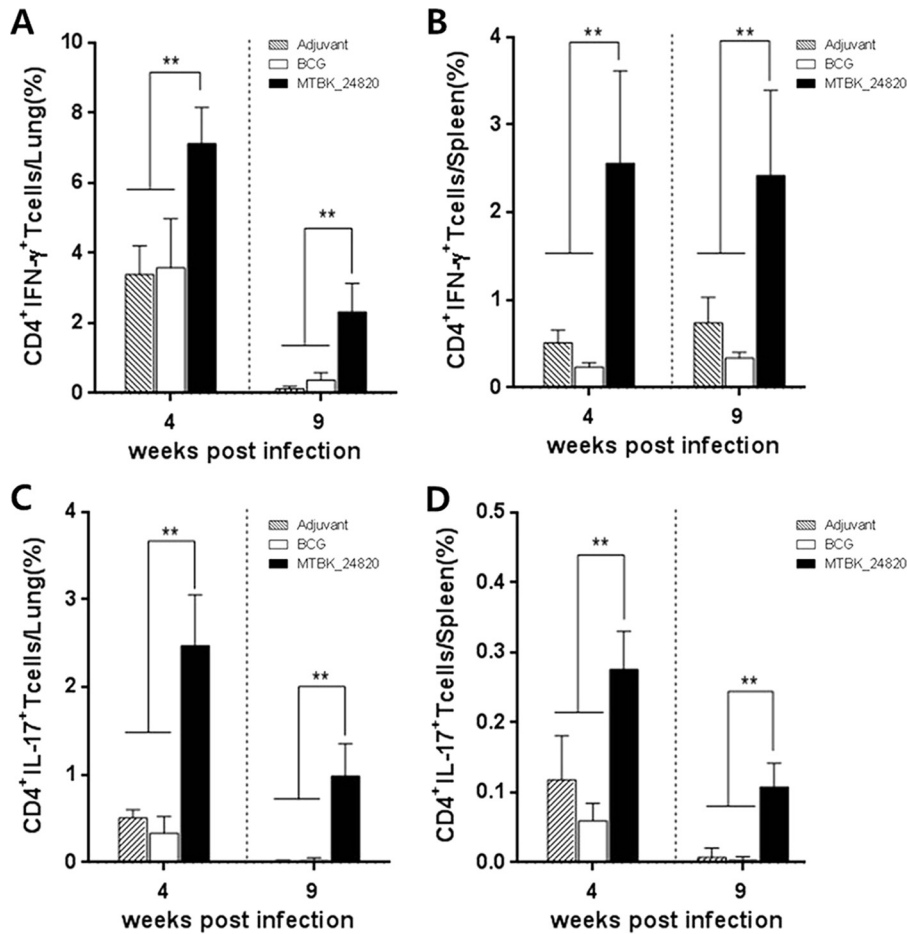 A
CD4+IFN-γ+Tcells/Lung(%)
10
8
6
4
2
0
**
**
Adjuvant
BCG
MTBK_24820
4
9
weeks post infection
B
CD4+IFN-γ+Tcells/Spleen(%)
4
3
2
1
0
**
**
Adjuvant
BCG
MTBK_24820
4
9
weeks post infection
C
CD4+IL-17+Tcells/Lung(%)
4
3
2
1
0
**
**
Adjuvant
BCG
MTBK_24820
4
9
weeks post infection
D
CD4+IL-17+Tcells/Spleen(%)
0.5
0.4
0.3
0.2
0.1
0.0
**
**
Adjuvant
BCG
MTBK_24820
4
9
weeks post infection